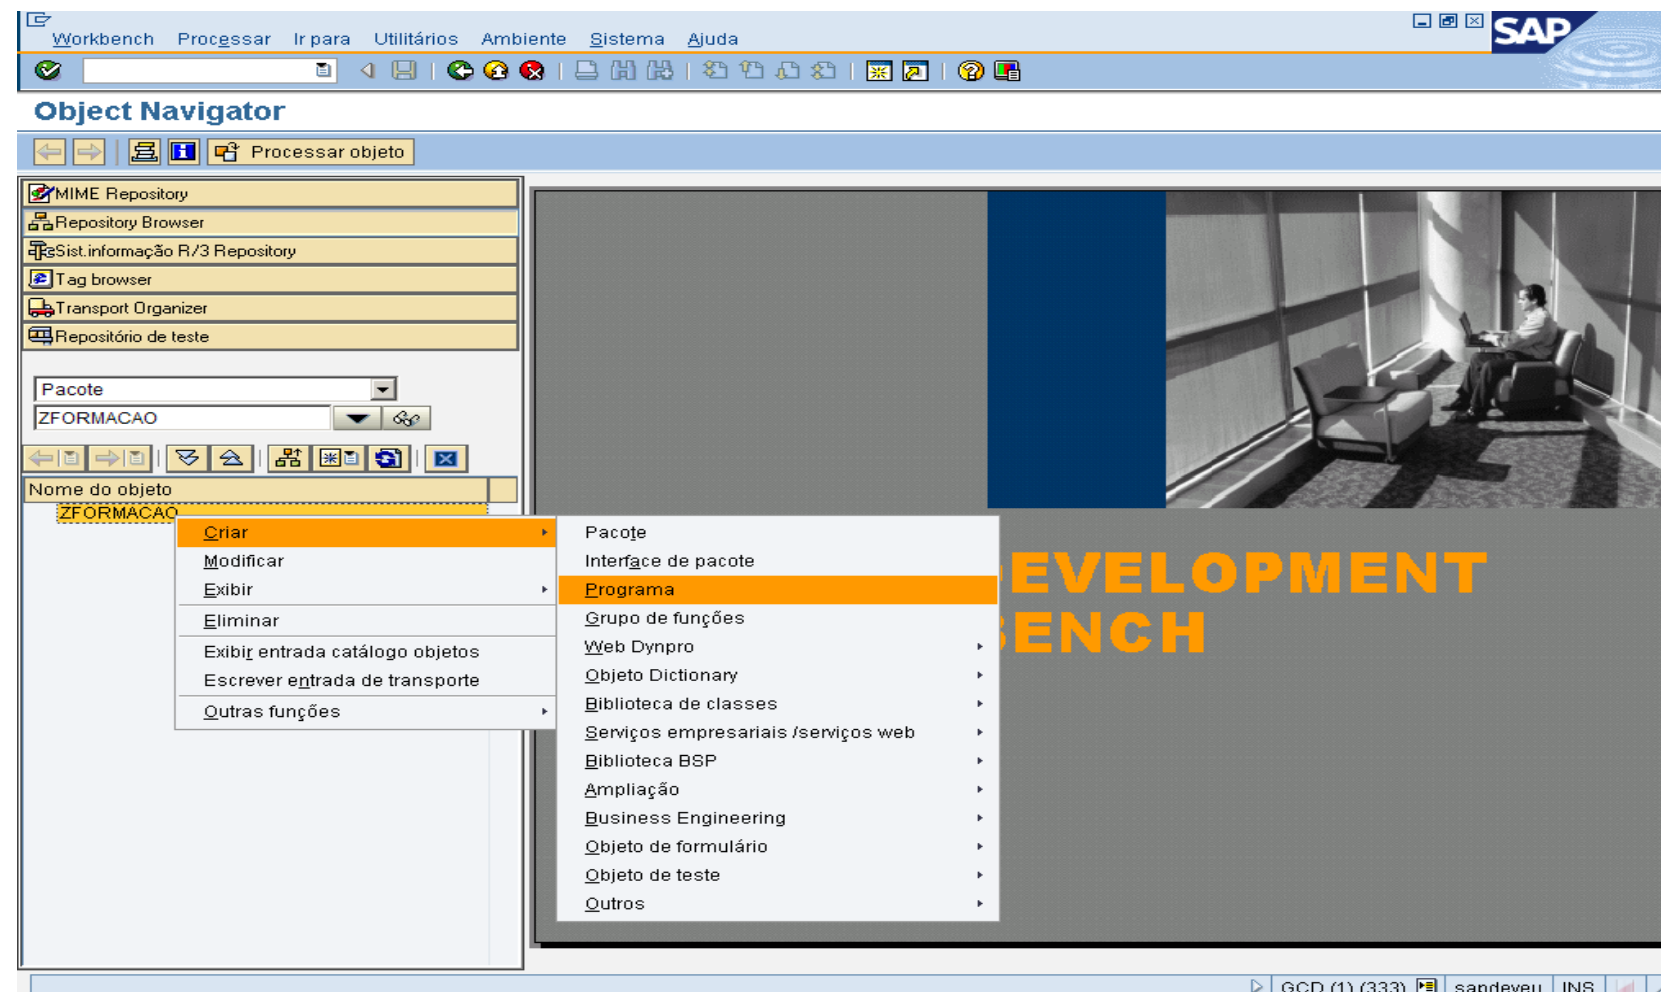 Workbench Processar Ir para Utilitários Ambiente Sistema Ajuda
SAP
Object Navigator
Processar objeto
MIME Repository
Repository Browser
Sist.informação R/3 Repository
Tag browser
Transport Organizer
Repositório de teste
Pacote
ZFORMACAO
Nome do objeto
ZFORMACAO
Criar
Modificar
Exibir
Eliminar
Exibir entrada catálogo objetos
Escrever entrada de transporte
Outras funções
Pacote
Interface de pacote
Programa
Grupo de funções
Web Dynpro
Objeto Dictionary
Biblioteca de classes
Serviços empresariais /serviços web
Biblioteca BSP
Ampliação
Business Engineering
Objeto de formulário
Objeto de teste
Outros
EVELOPMENT
ENCH
GCD (1) (333) sapdeveu INS